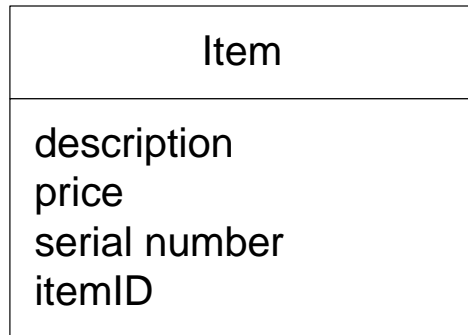 Item
description
price
serial number
itemID